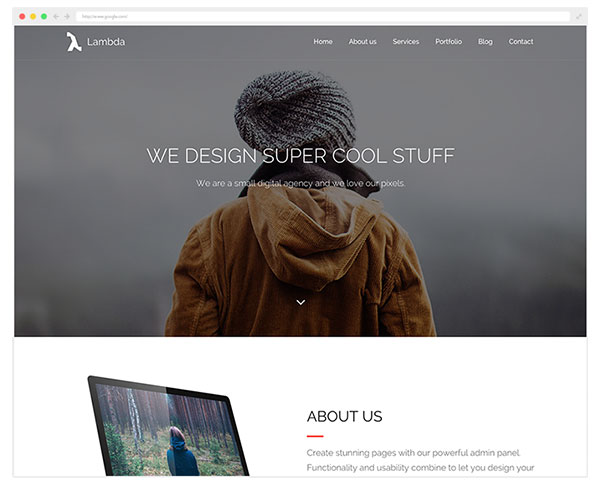 http://www.google.com/
Lambda
Home About us Services Portfolio Blog Contact
WE DESIGN SUPER COOL STUFF
We are a small digital agency and we love our pixels.
ABOUT US
Create stunning pages with our powerful admin panel.
Functionality and usability combine to let you design your